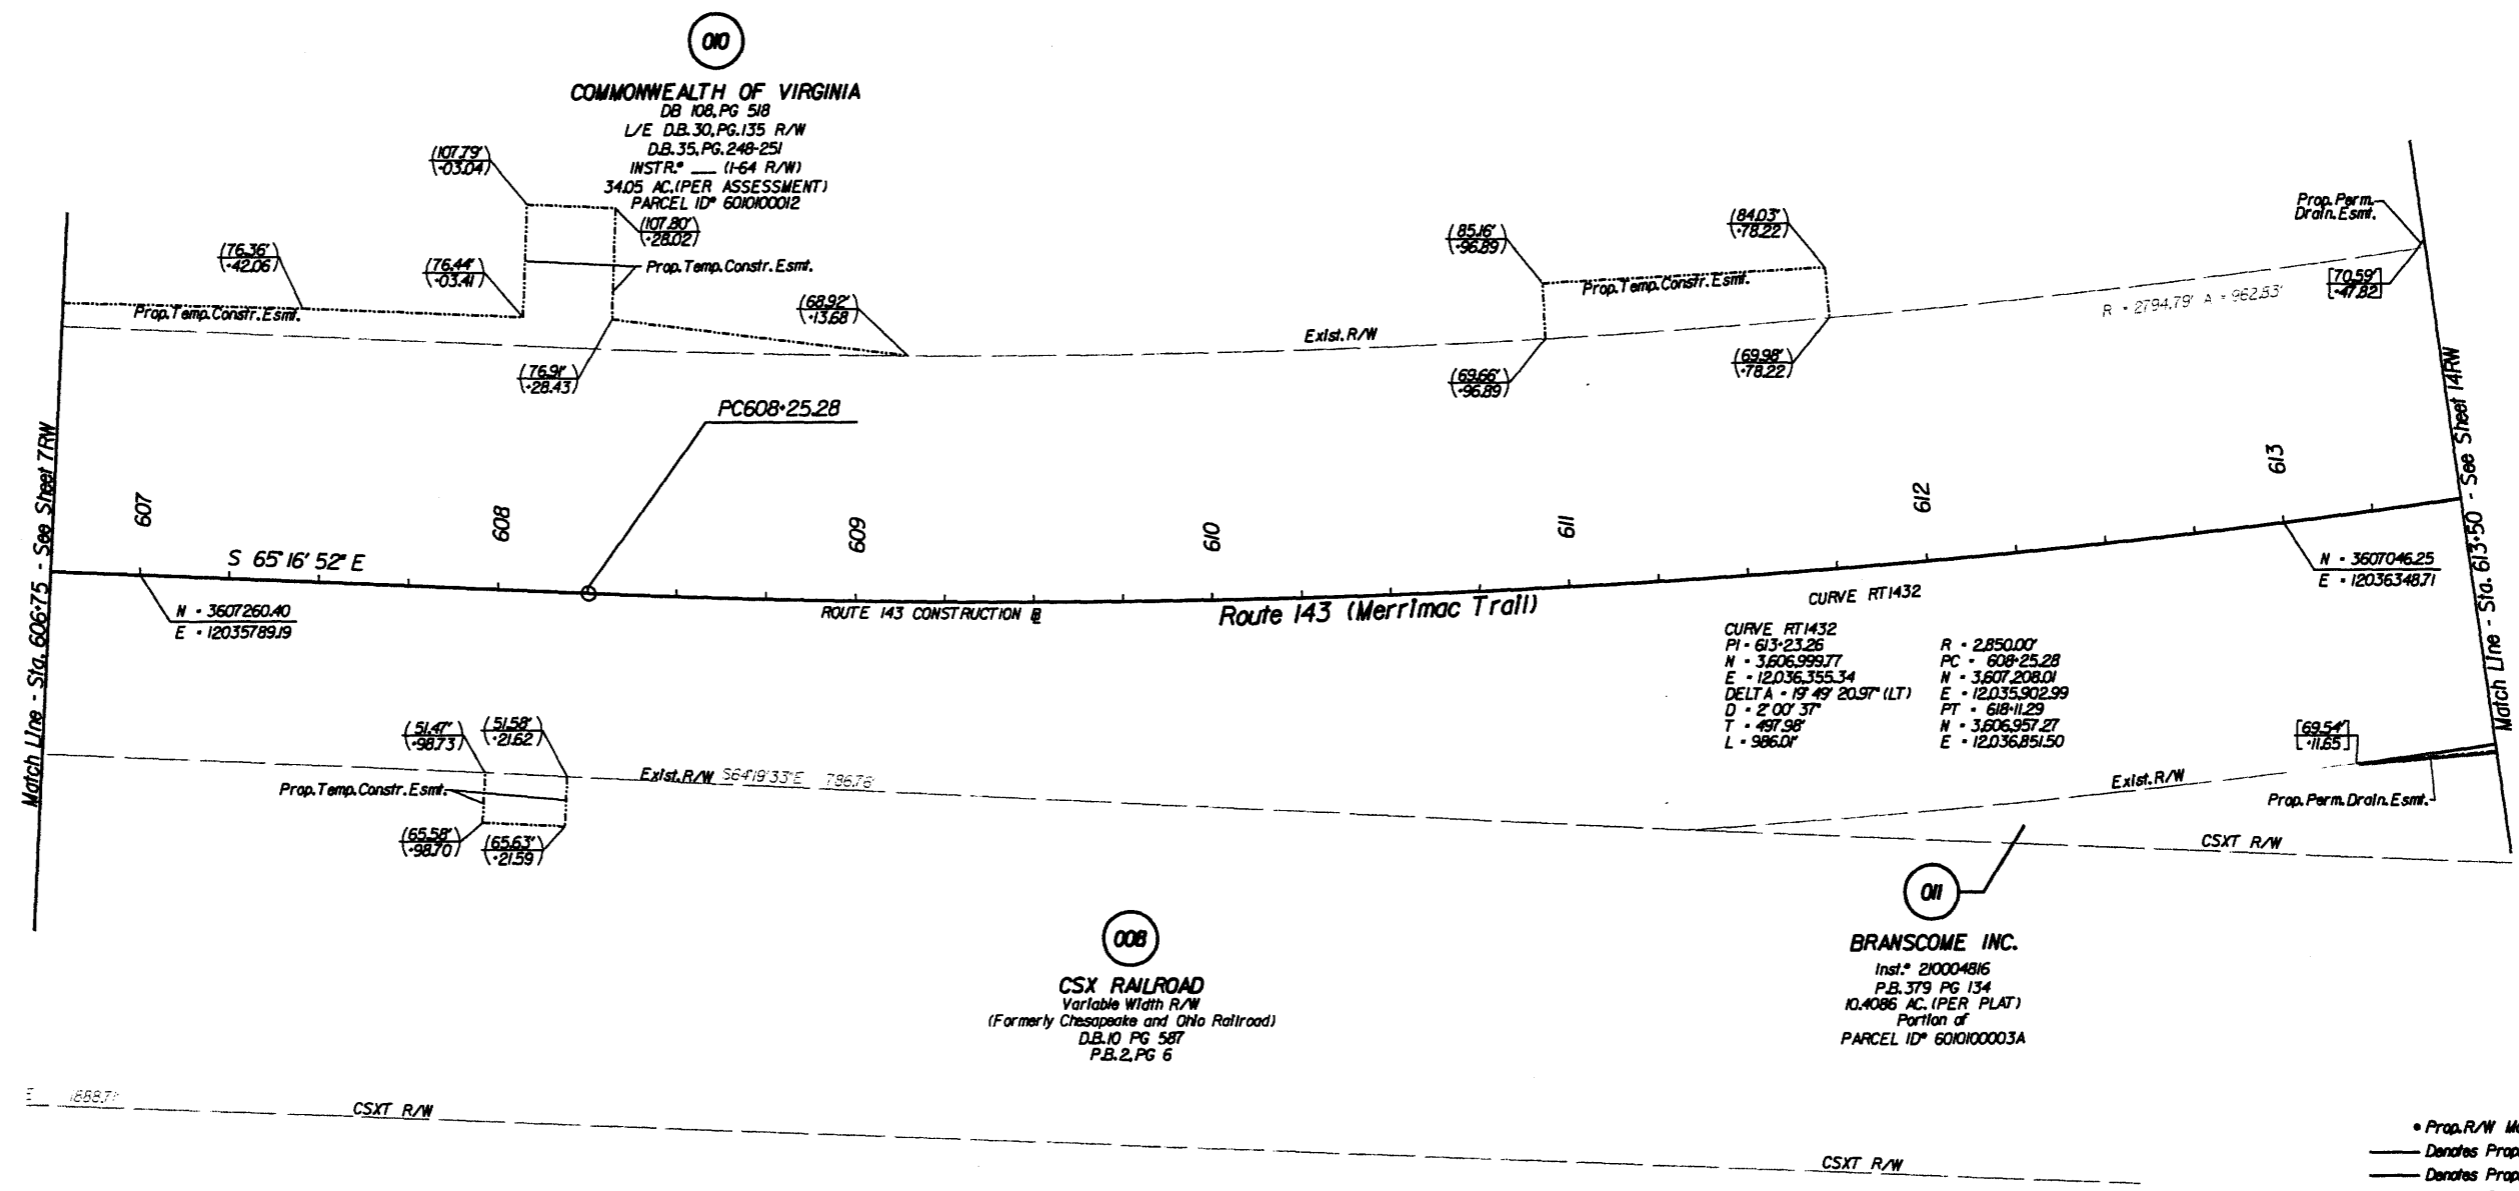 010
COMMONWEALTH OF VIRGINIA
DB 108, PG 518
L/E D.B. 30, PG. 135 R/W
D.B. 35, PG. 248-251
INSTR.# ___ (I-64 R/W)
34.05 AC. (PER ASSESSMENT)
PARCEL ID# 6010100012
(107.79')
(+03.04)
(107.80')
(+28.02)
Prop. Temp. Constr. Esmt.
(76.36')
(+42.06)
(76.44')
(+03.41)
Prop. Temp. Constr. Esmt.
(68.92')
(+13.68)
(76.91')
(+28.43)
(85.16')
(+96.89)
(84.03')
(+78.22)
Prop. Temp. Constr. Esmt.
Exist. R/W
(69.66')
(+96.89)
(69.98')
(+78.22)
Prop. Perm.
Drain. Esmt.
[70.59']
[+47.82]
R = 2794.79' A = 962.83'
PC 608+25.28
Match Line - Sta. 606+75 - See Sheet 7RW
607
608
609
610
611
612
613
Match Line - Sta. 613+50 - See Sheet 14RW
S 65° 16' 52" E
N = 3607260.40
E = 12035789.19
ROUTE 143 CONSTRUCTION B
Route 143 (Merrimac Trail)
CURVE RT1432
N = 3607046.25
E = 12036348.71
CURVE RT1432
PI = 613+23.26
N = 3,606,999.77
E = 12,036,355.34
DELTA = 19° 49' 20.97" (LT)
D = 2° 00' 37"
T = 497.98'
L = 986.01'
R = 2,850.00'
PC = 608+25.28
N = 3,607,208.01
E = 12,035,902.99
PT = 618+11.29
N = 3,606,957.27
E = 12,036,851.50
(51.47')
(+98.73)
(51.58')
(+21.62)
Prop. Temp. Constr. Esmt.
(65.58')
(+98.70)
(65.63')
(+21.59)
Exist. R/W S64°19'33"E 786.76'
[69.54']
[+11.65]
Exist. R/W
Prop. Perm. Drain. Esmt.
CSXT R/W
011
BRANSCOME INC.
Inst.# 210004816
P.B. 379 PG 134
10.4086 AC. (PER PLAT)
Portion of
PARCEL ID# 6010100003A
008
CSX RAILROAD
Variable Width R/W
(Formerly Chesapeake and Ohio Railroad)
D.B. 10 PG 587
P.B. 2, PG 6
E 1888.71'
CSXT R/W
CSXT R/W
Prop. R/W
Denotes Prop
Denotes Prop